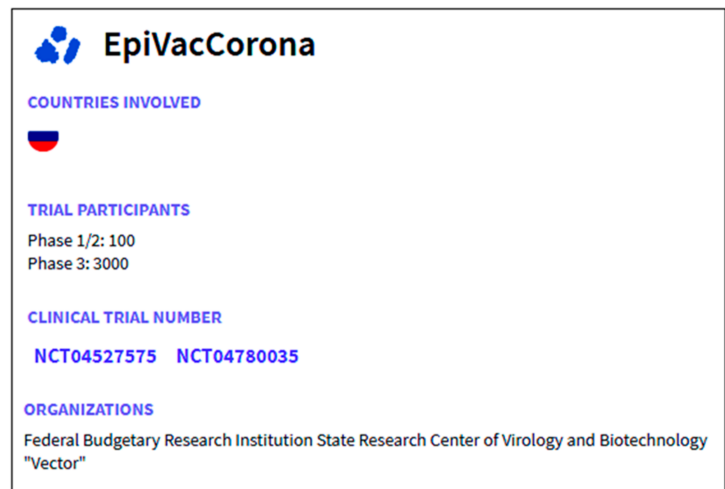 EpiVacCorona
COUNTRIES INVOLVED
TRIAL PARTICIPANTS
Phase 1/2: 100
Phase 3: 3000
CLINICAL TRIAL NUMBER
NCT04527575 NCT04780035
ORGANIZATIONS
Federal Budgetary Research Institution State Research Center of Virology and Biotechnology
"Vector"